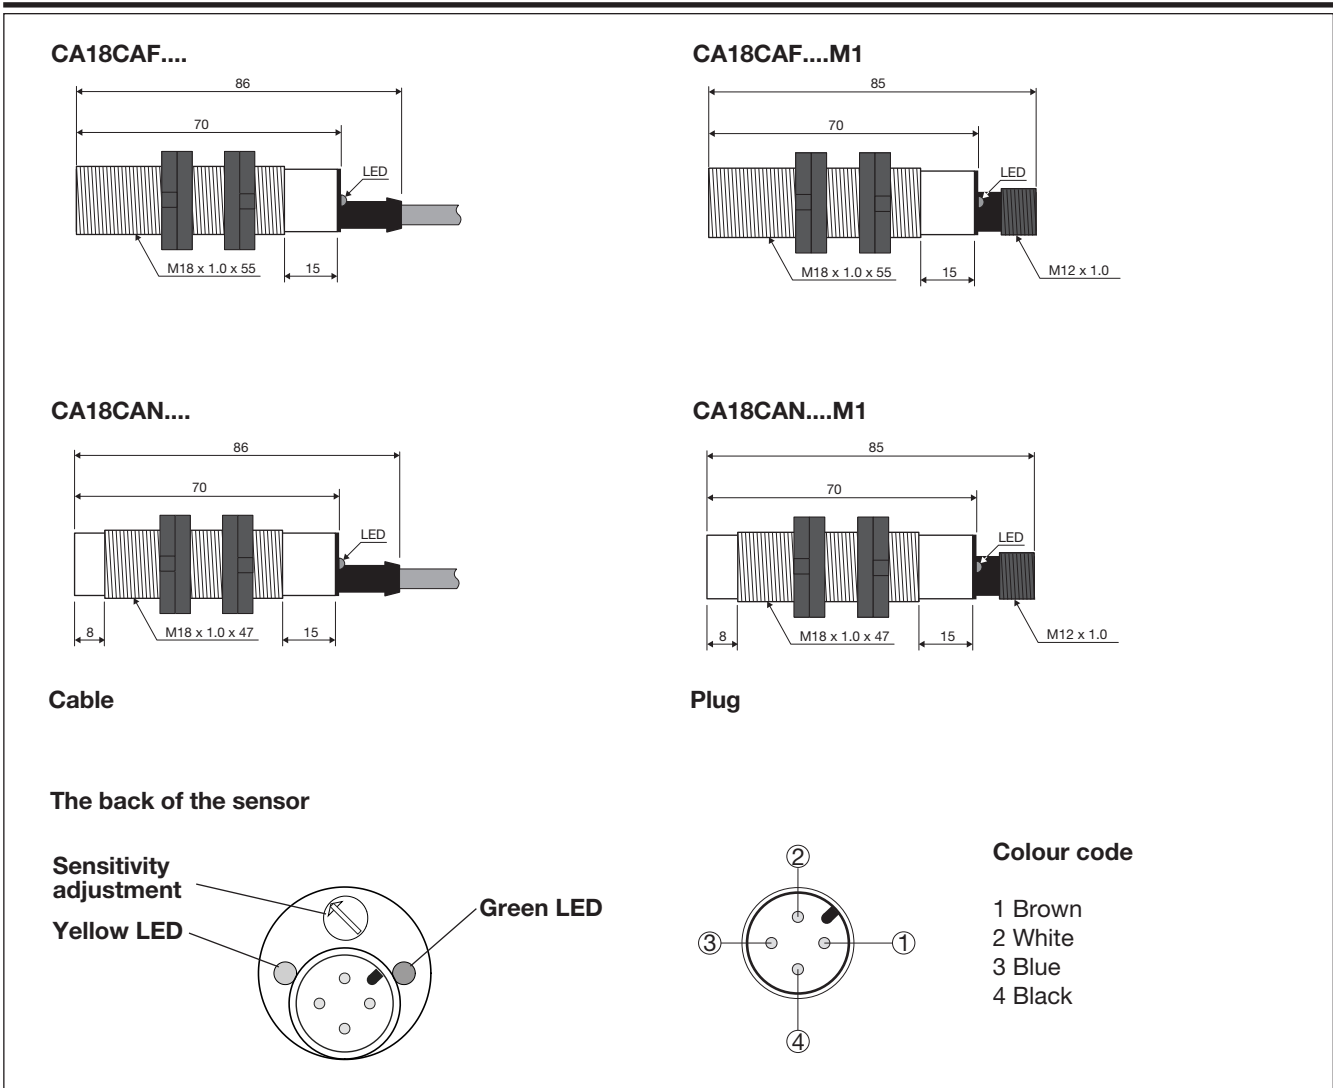 CA18CAF....
86
70
LED
M18 x 1.0 x 55
15
CA18CAF....M1
85
70
LED
M18 x 1.0 x 55
15
M12 x 1.0
CA18CAN....
86
70
LED
8
M18 x 1.0 x 47
15
CA18CAN....M1
85
70
LED
8
M18 x 1.0 x 47
15
M12 x 1.0
Cable
Plug
The back of the sensor
Sensitivity
adjustment
Yellow LED
Green LED
2
3
1
4
Colour code
1 Brown
2 White
3 Blue
4 Black